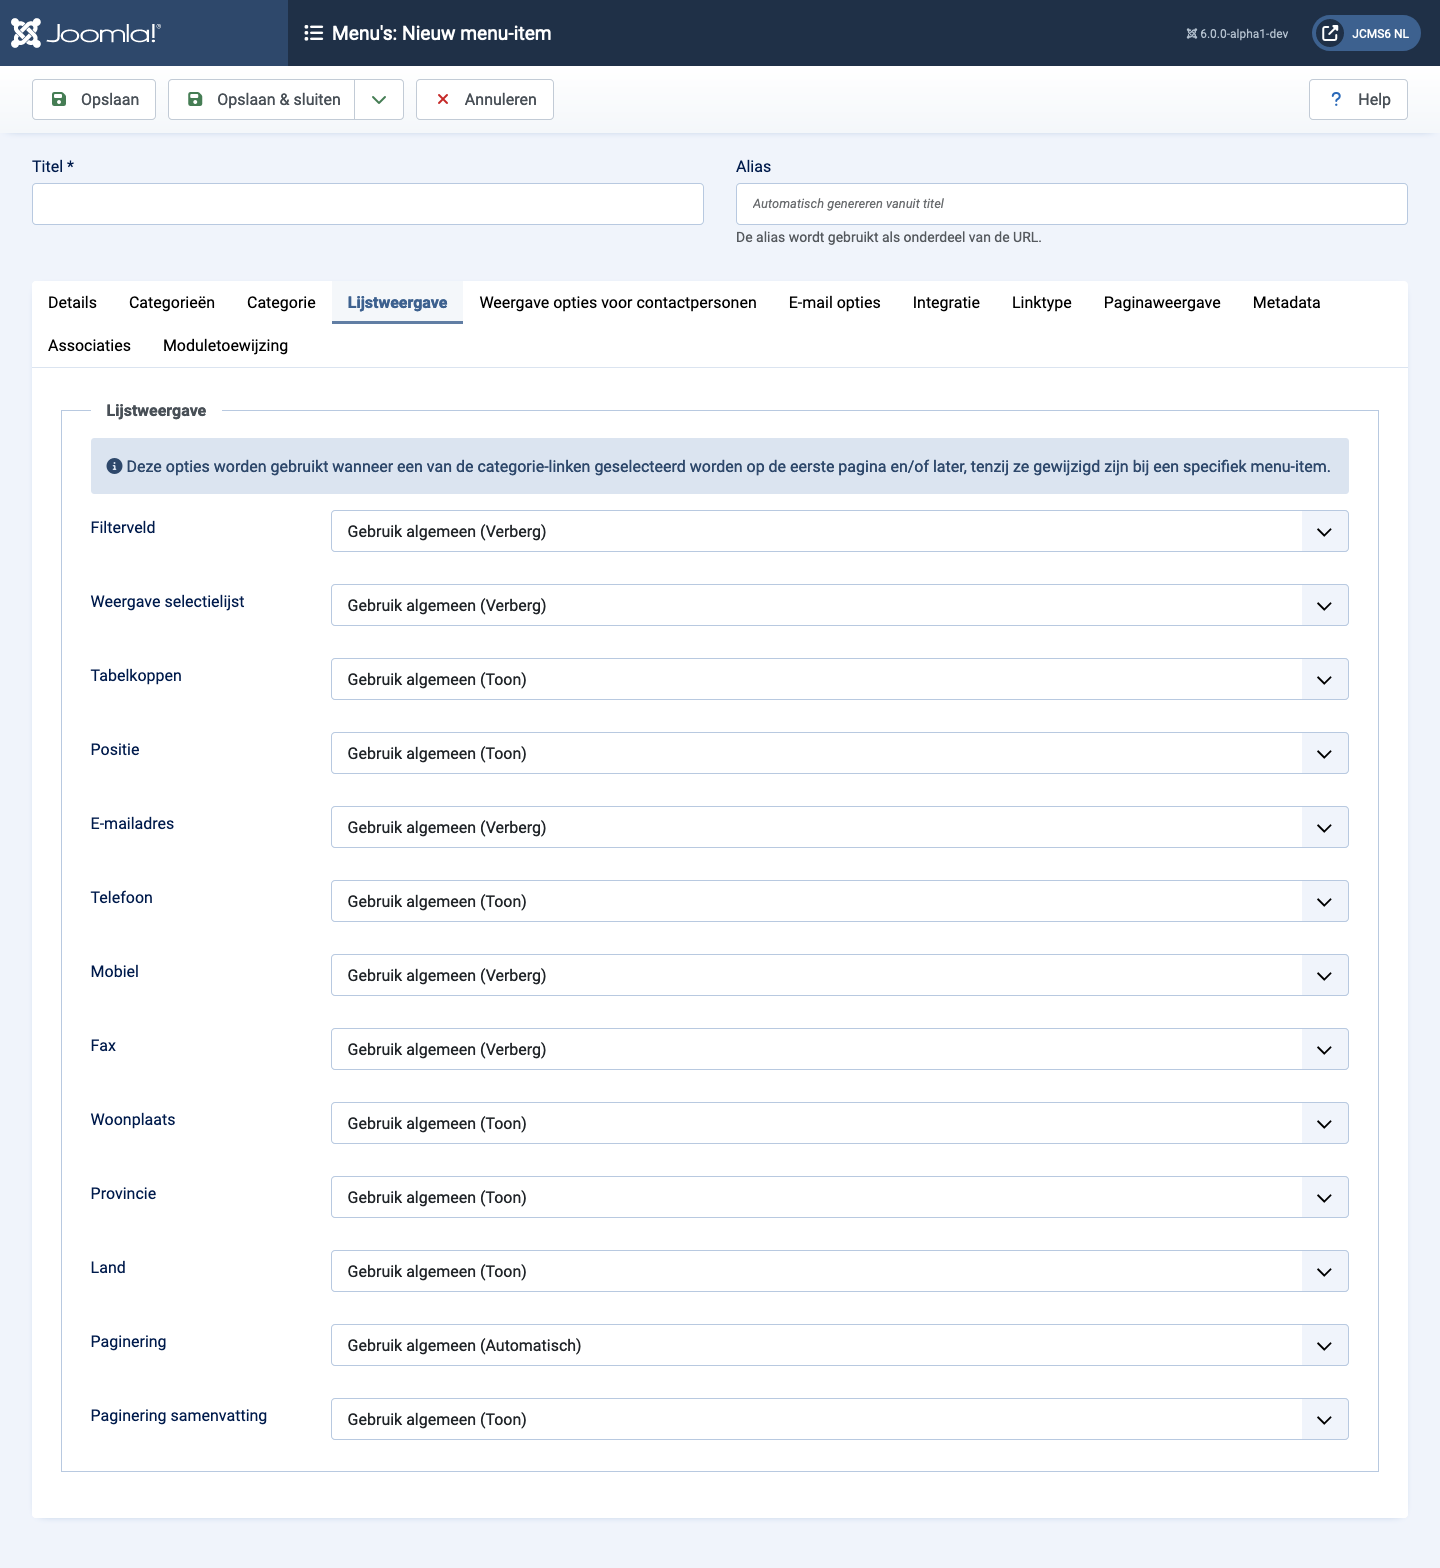 Joomla!®
Menu's: Nieuw menu-item
6.0.0-alpha1-dev
JCMS6 NL
Opslaan
Opslaan & sluiten
Annuleren
? Help
Titel *
Alias
Automatisch genereren vanuit titel
De alias wordt gebruikt als onderdeel van de URL.
Details Categorieën Categorie Lijstweergave Weergave opties voor contactpersonen E-mail opties Integratie Linktype Paginaweergave Metadata
Associaties Moduletoewijzing
Lijstweergave
Deze opties worden gebruikt wanneer een van de categorie-linken geselecteerd worden op de eerste pagina en/of later, tenzij ze gewijzigd zijn bij een specifiek menu-item.
Filterveld Gebruik algemeen (Verberg)
Weergave selectielijst Gebruik algemeen (Verberg)
Tabelkoppen Gebruik algemeen (Toon)
Positie Gebruik algemeen (Toon)
E-mailadres Gebruik algemeen (Verberg)
Telefoon Gebruik algemeen (Toon)
Mobiel Gebruik algemeen (Verberg)
Fax Gebruik algemeen (Verberg)
Woonplaats Gebruik algemeen (Toon)
Provincie Gebruik algemeen (Toon)
Land Gebruik algemeen (Toon)
Paginering Gebruik algemeen (Automatisch)
Paginering samenvatting Gebruik algemeen (Toon)